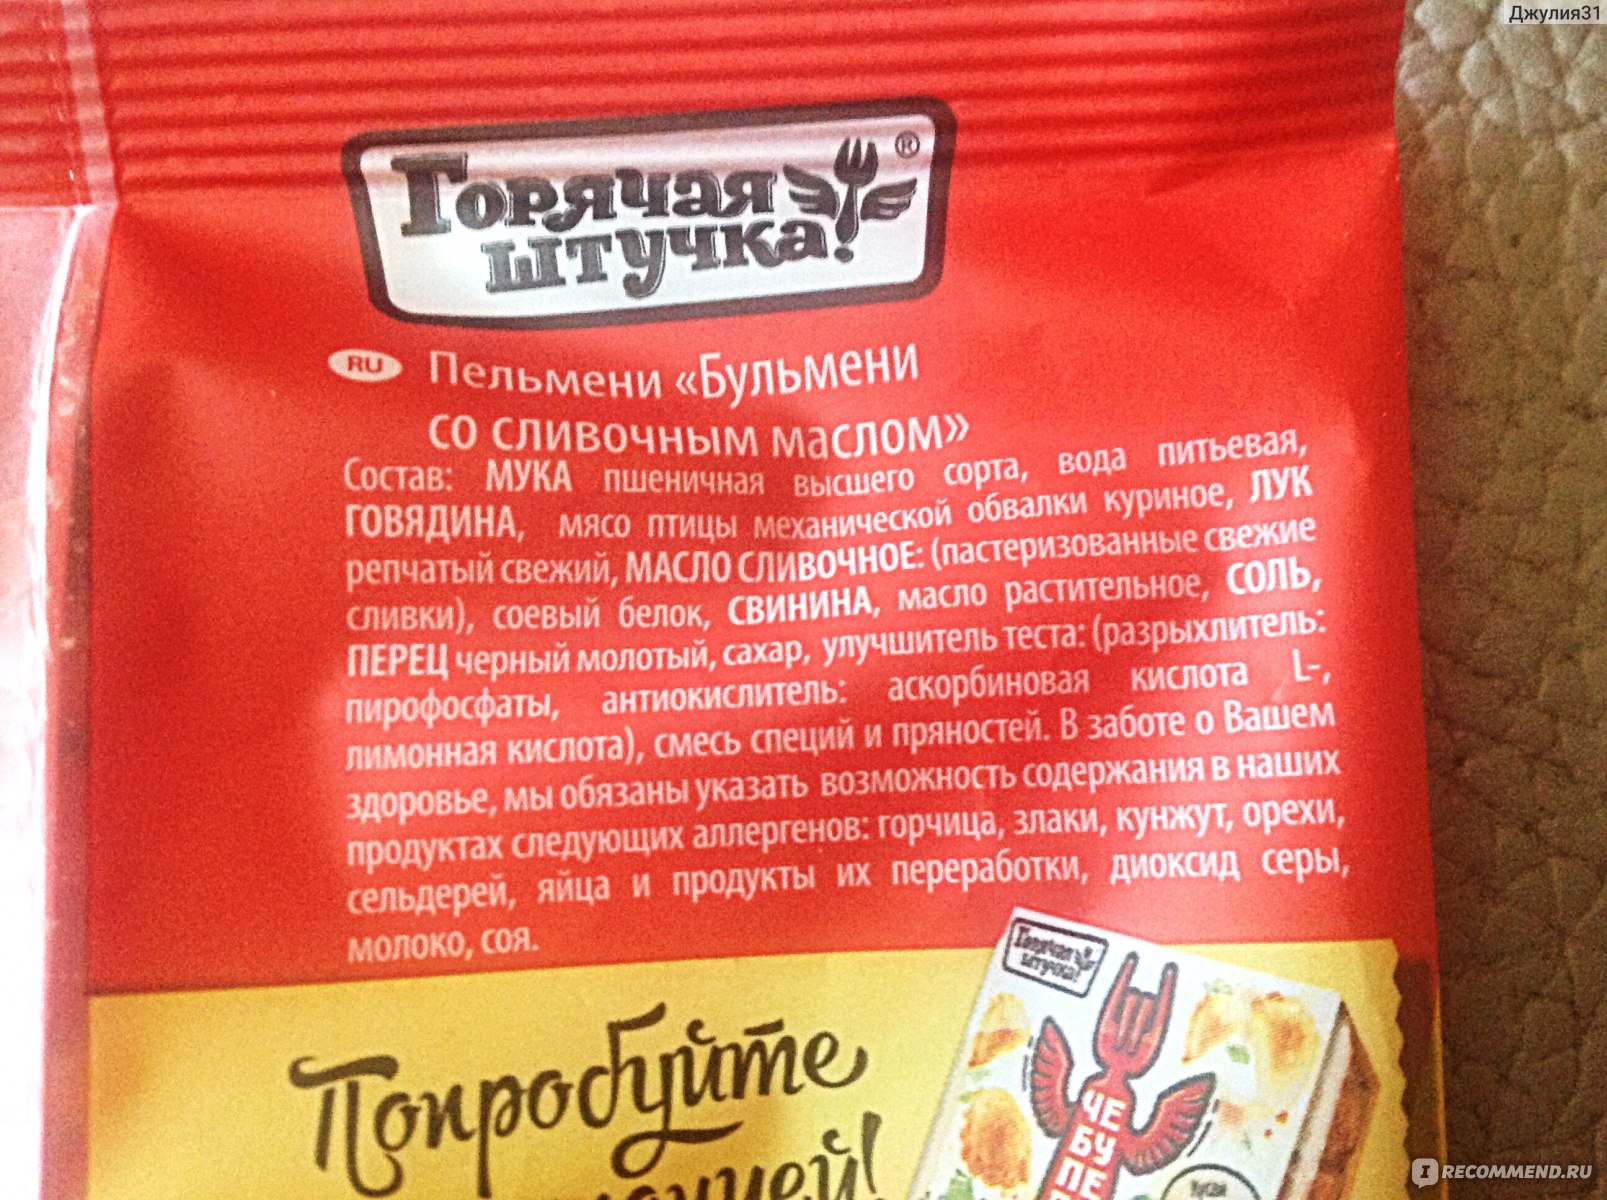 Джулия31
Горячая
штучка!
®
RU Пельмени «Бульмени
со сливочным маслом»
Состав: МУКА пшеничная высшего сорта, вода питьевая,
ГОВЯДИНА, мясо птицы механической обвалки куриное, ЛУК
репчатый свежий, МАСЛО СЛИВОЧНОЕ: (пастеризованные свежие
сливки), соевый белок, СВИНИНА, масло растительное, СОЛЬ,
ПЕРЕЦ черный молотый, сахар, улучшитель теста: (разрыхлитель:
пирофосфаты, антиокислитель: аскорбиновая кислота L-,
лимонная кислота), смесь специй и пряностей. В заботе о Вашем
здоровье, мы обязаны указать возможность содержания в наших
продуктах следующих аллергенов: горчица, злаки, кунжут, орехи,
сельдерей, яйца и продукты их переработки, диоксид серы,
молоко, соя.
Попробуйте
Горячая
штучка!
ЧЕ
БУ
ПЕ
I RECOMMEND.RU